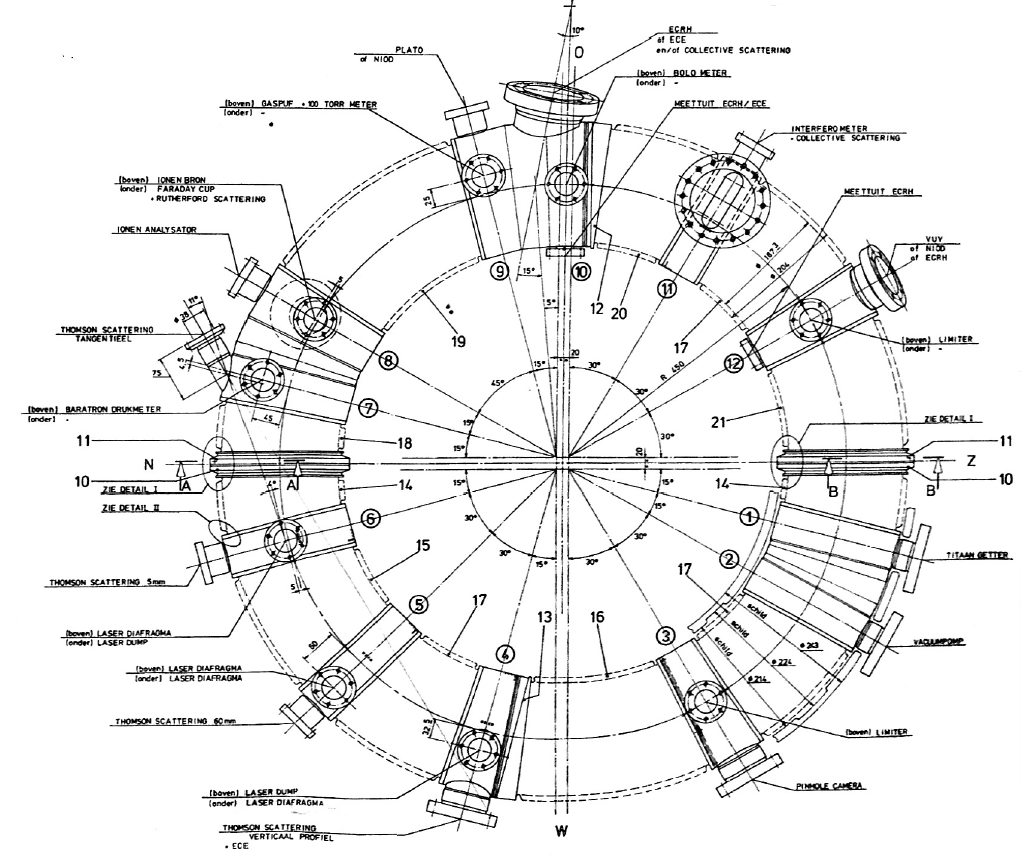 10°
O
ECRH
of ECE
en/of COLLECTIVE SCATTERING
PLATO
of NIOD
(boven) BOLO METER
(onder) -
(boven) GASPUF + 100 TORR METER
(onder) -
MEETTUIT ECRH/ECE
INTERFEROMETER
+ COLLECTIVE SCATTERING
(boven) IONEN BRON
(onder) FARADAY CUP
+ RUTHERFORD SCATTERING
MEETTUIT ECRH
25
IONEN ANALYSATOR
VUV
of NIOD
of ECRH
ø 187.3
ø 204
9
15°
10
11
5°
12
20
17
11°
ø 28
THOMSON SCATTERING
TANGENTIEEL
19
(boven) LIMITER
(onder) -
8
20
12
4.5
75
15°
30°
R 450
45°
30°
7
(boven) BARATRON DRUKMETER
(onder) -
45
15°
30°
21
ZIE DETAIL I
11
18
15°
20
11
N
Z
A
A
B
B
10
14
14
10
ZIE DETAIL I
ZIE DETAIL II
4°
15°
15°
6
1
30°
30°
15
2
TITAAN GETTER
THOMSON SCATTERING 5mm
5
15°
30°
17
5
17
13
16
schild
schild
schild
3
VACUUMPOMP
(boven) LASER DIAFRAGMA
(onder) LASER DUMP
50
4
ø 243
ø 224
ø 214
(boven) LASER DIAFRAGMA
(onder) LASER DIAFRAGMA
THOMSON SCATTERING 60mm
32
(boven) LIMITER
(boven) LASER DUMP
(onder) LASER DIAFRAGMA
PINHOLE CAMERA
THOMSON SCATTERING
VERTICAAL PROFIEL
+ ECE
W